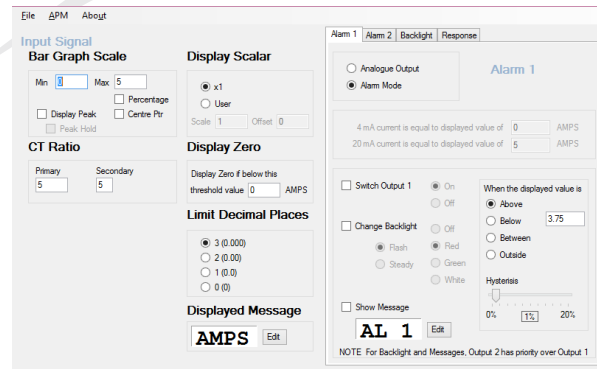 File APM About
Input Signal
Bar Graph Scale
Min 0 Max 5
Percentage
Display Peak Centre Ptr
Peak Hold
CT Ratio
Primary Secondary
5 5
Display Scalar
x1
User
Scale 1 Offset 0
Display Zero
Display Zero if below this
threshold value 0 AMPS
Limit Decimal Places
3 (0.000)
2 (0.00)
1 (0.0)
0 (0)
Displayed Message
AMPS Edit
Alarm 1 Alarm 2 Backlight Response
Analogue Output
Alarm Mode
Alarm 1
4 mA current is equal to displayed value of 0 AMPS
20 mA current is equal to displayed value of 5 AMPS
Switch Output 1 On
Off
Change Backlight Off
Flash Red
Steady Green
White
When the displayed value is
Above
Below 3.75
Between
Outside
Hysterisis
0% 1% 20%
Show Message
AL 1 Edit
NOTE For Backlight and Messages, Output 2 has priority over Output 1